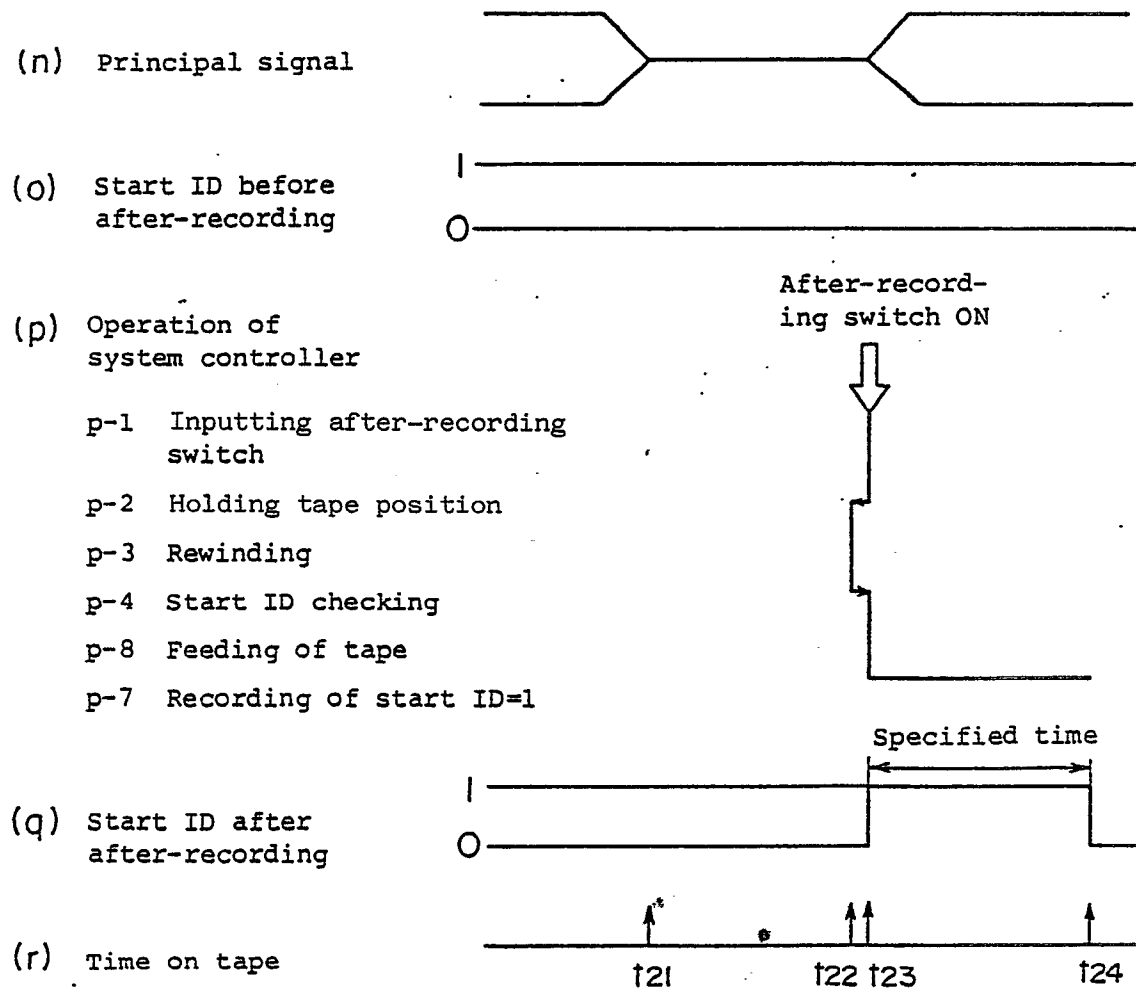 (n) Principal signal
1
(o) Start ID before
after-recording
0
After-record-
ing switch ON
(p) Operation of
system controller
p-1 Inputting after-recording
switch
p-2 Holding tape position
p-3 Rewinding
p-4 Start ID checking
p-8 Feeding of tape
p-7 Recording of start ID=1
Specified time
1
(q) Start ID after
after-recording
0
(r) Time on tape
t21 t22 t23 t24